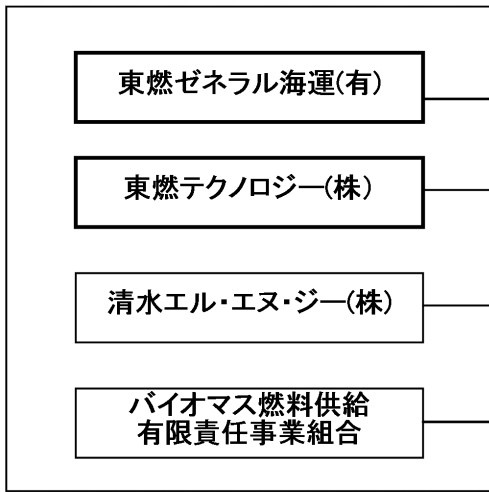 東燃ゼネラル海運(有)
東燃テクノロジー(株)
清水エル・エヌ・ジー(株)
バイオマス燃料供給
有限責任事業組合